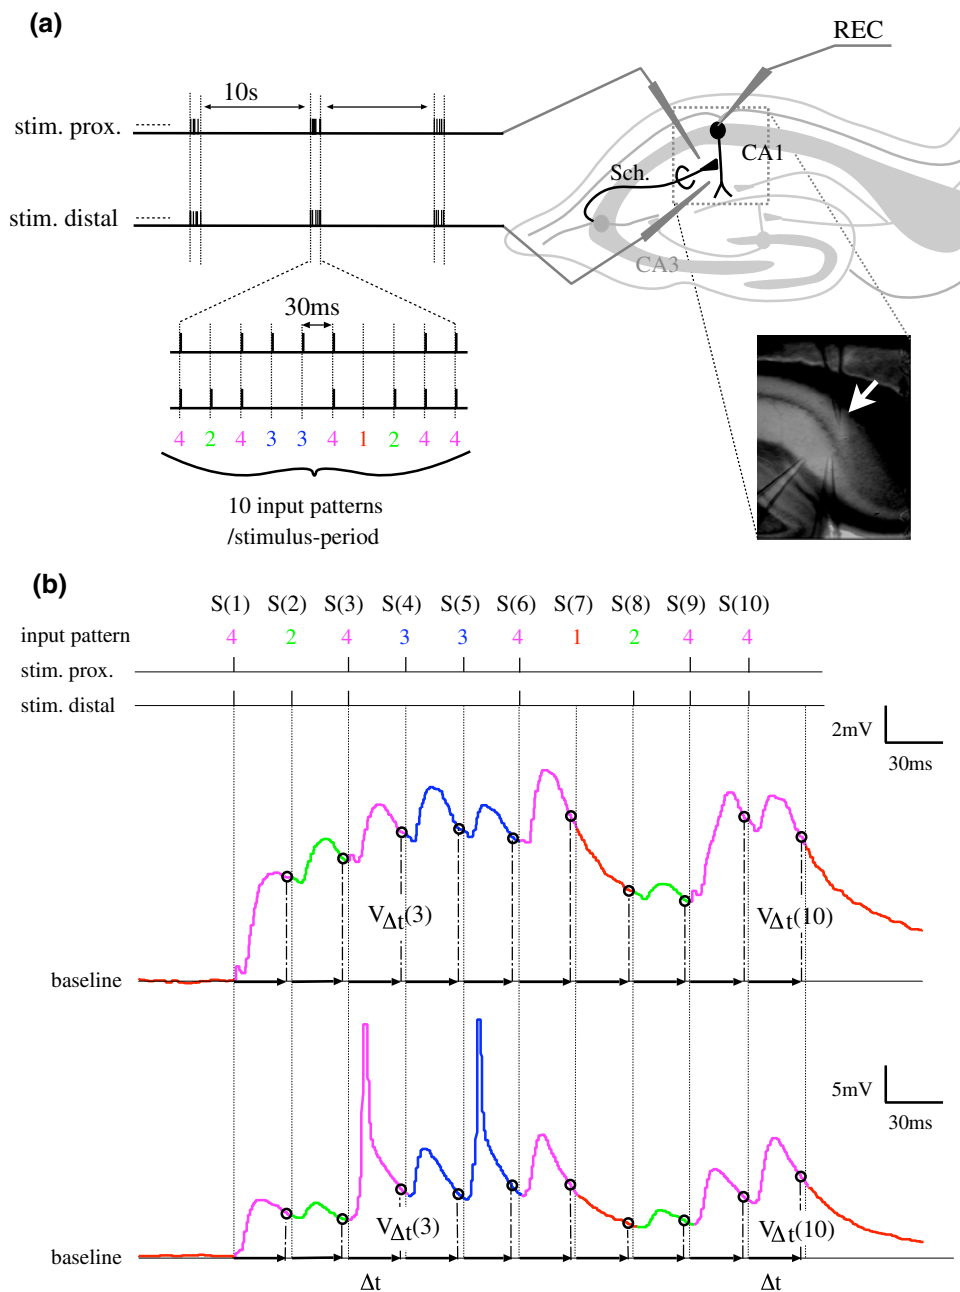 (a)
REC
10s
stim. prox.
CA1
Sch.
stim. distal
CA3
30ms
4 2 4 3 3 4 1 2 4 4
10 input patterns
/stimulus-period
(b)
S(1) S(2) S(3) S(4) S(5) S(6) S(7) S(8) S(9) S(10)
input pattern 4 2 4 3 3 4 1 2 4 4
stim. prox.
stim. distal
2mV
30ms
VΔt(3) VΔt(10)
baseline
5mV
30ms
VΔt(3) VΔt(10)
baseline
Δt Δt